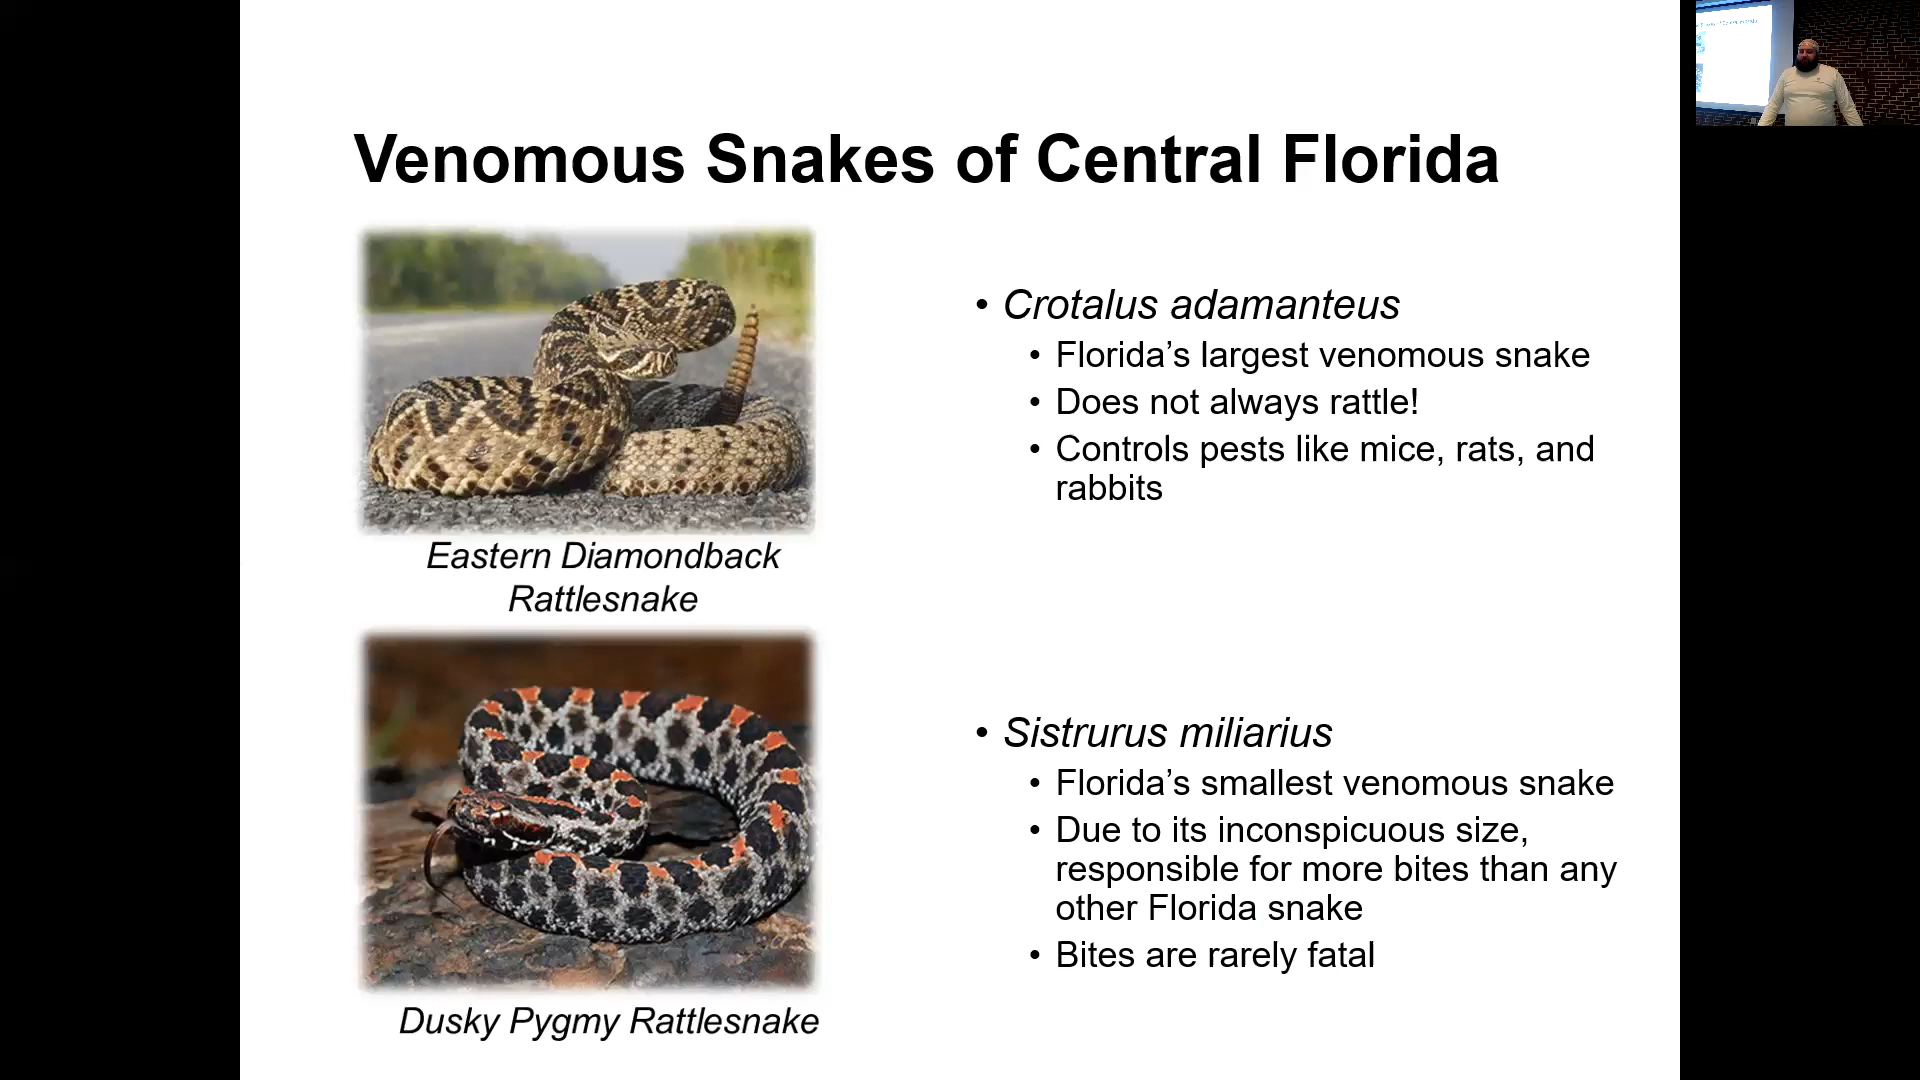 Venomous Snakes of Central Florida
• Crotalus adamanteus
• Florida’s largest venomous snake
• Does not always rattle!
• Controls pests like mice, rats, and
rabbits
Eastern Diamondback
Rattlesnake
• Sistrurus miliarius
• Florida’s smallest venomous snake
• Due to its inconspicuous size,
responsible for more bites than any
other Florida snake
• Bites are rarely fatal
Dusky Pygmy Rattlesnake